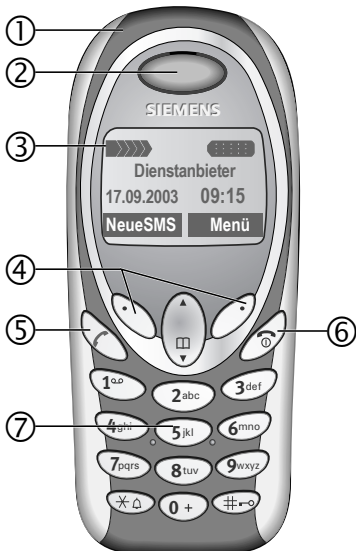 ①
②
SIEMENS
③
Dienstanbieter
17.09.2003 09:15
NeueSMS Menü
④
⑤ ⑥
1 2abc 3def
⑦ 4ghi 5jkl 6mno
7pqrs 8tuv 9wxyz
* 0 + #